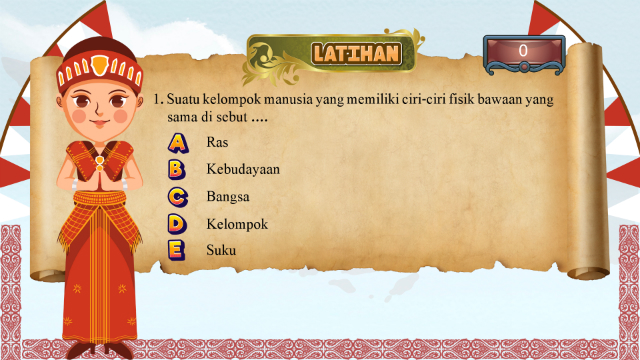 LATIHAN
0
1. Suatu kelompok manusia yang memiliki ciri-ciri fisik bawaan yang
sama di sebut ....
A Ras
B Kebudayaan
C Bangsa
D Kelompok
E Suku